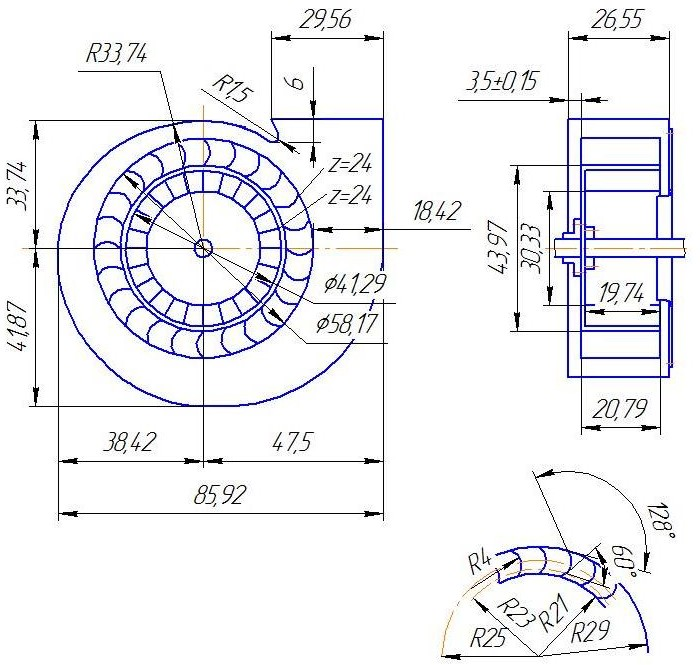 29,56
26,55
R33,74
R1,5
6
3,5±0,15
z=24
z=24
33,74
18,42
43,97
30,33
41,87
ϕ41,29
19,74
ϕ58,17
20,79
38,42
47,5
85,92
128°
R4
60°
R23
R21
R25
R29